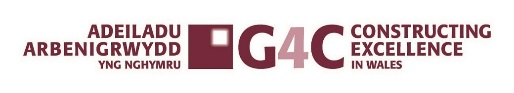 ADEILADU
ARBENIGRWYDD
YNG NGHYMRU
G4C
CONSTRUCTING
EXCELLENCE
IN WALES